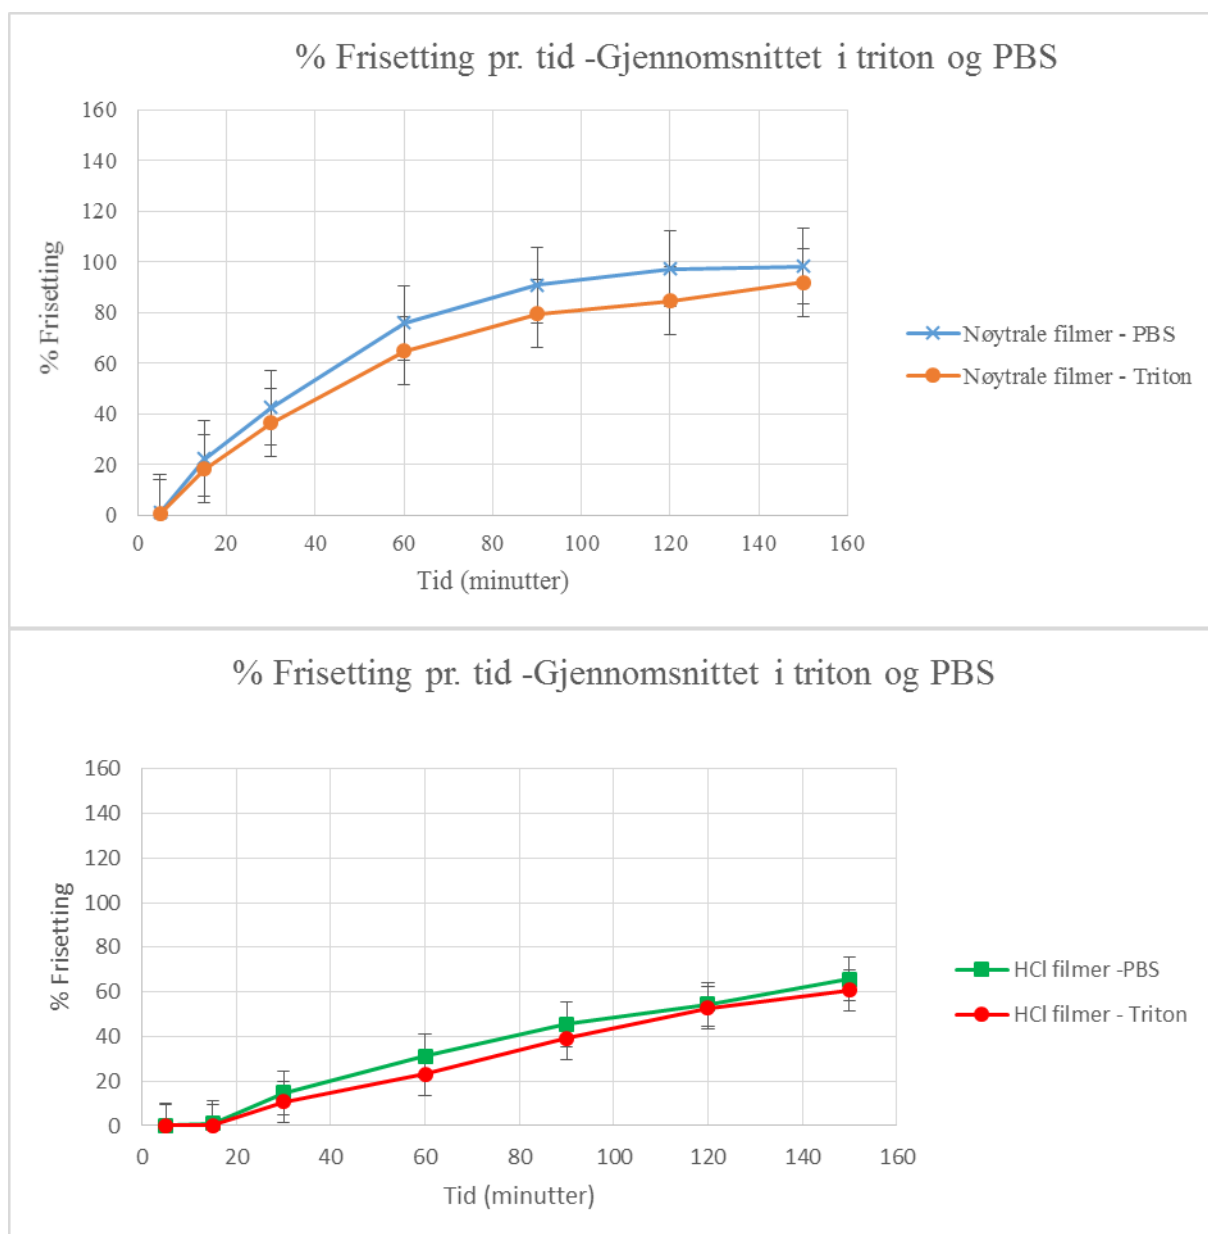 % Frisetting pr. tid -Gjennomsnittet i triton og PBS
160
140
120
100
80
60
40
20
0
% Frisetting
0 20 40 60 80 100 120 140 160
Tid (minutter)
Nøytrale filmer - PBS
Nøytrale filmer - Triton
% Frisetting pr. tid -Gjennomsnittet i triton og PBS
160
140
120
100
80
60
40
20
0
% Frisetting
0 20 40 60 80 100 120 140 160
Tid (minutter)
HCl filmer -PBS
HCl filmer - Triton